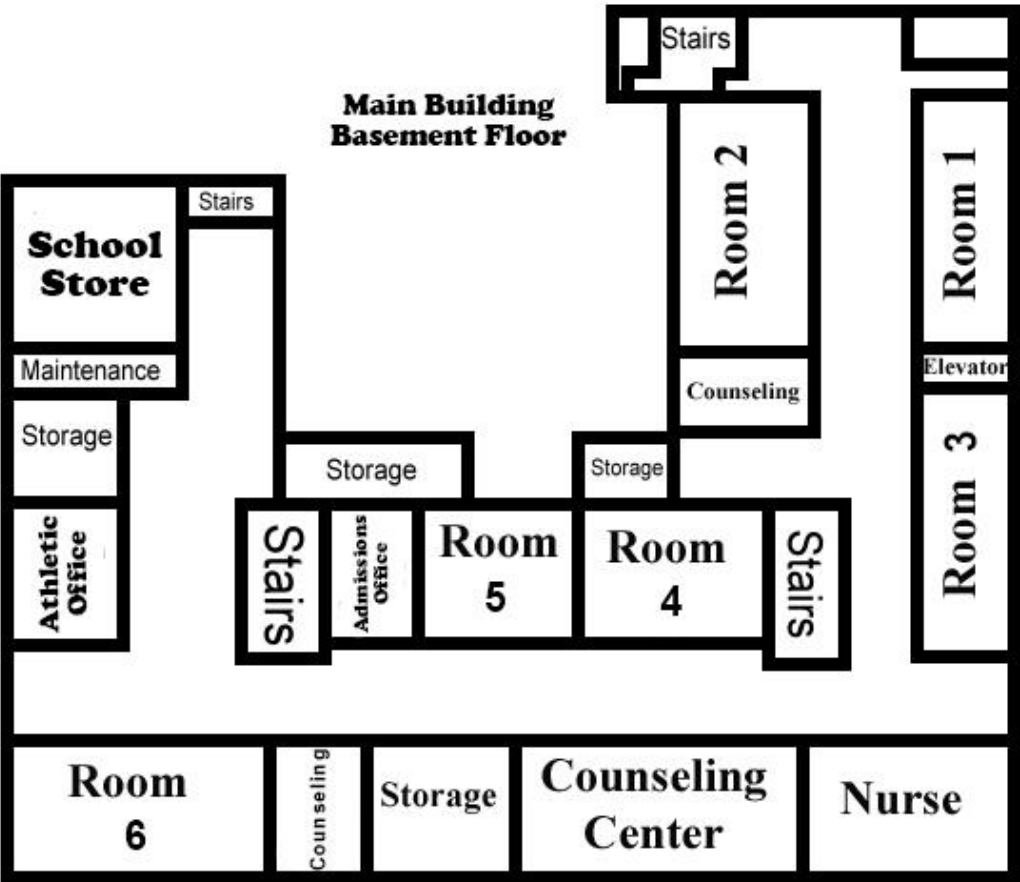 Stairs
Main Building
Basement Floor
Room 2
Room 1
Stairs
School
Store
Maintenance
Elevator
Counseling
Storage
Storage
Storage
Room 3
Athletic
Office
Stairs
Admissions
Office
Room
5
Room
4
Stairs
Room
6
Counseling
Storage
Counseling
Center
Nurse